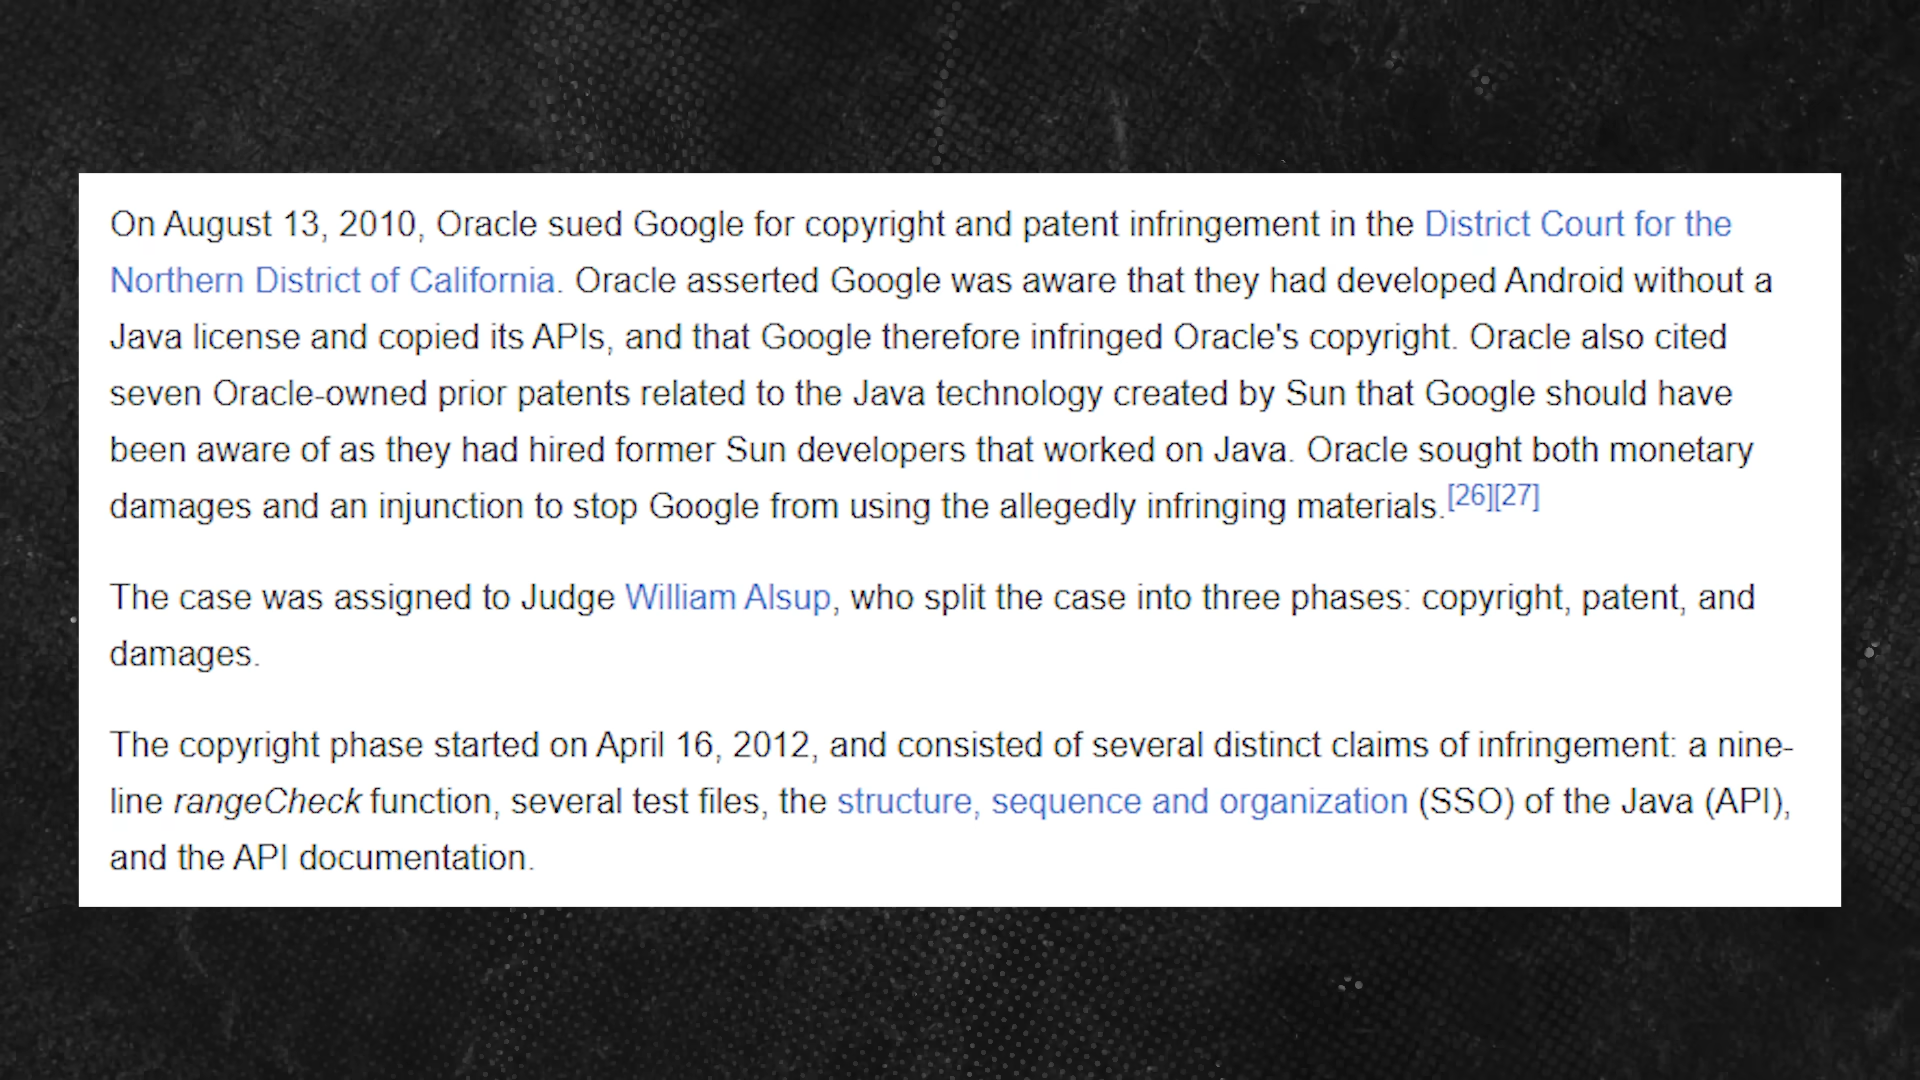 On August 13, 2010, Oracle sued Google for copyright and patent infringement in the District Court for the
Northern District of California. Oracle asserted Google was aware that they had developed Android without a
Java license and copied its APIs, and that Google therefore infringed Oracle's copyright. Oracle also cited
seven Oracle-owned prior patents related to the Java technology created by Sun that Google should have
been aware of as they had hired former Sun developers that worked on Java. Oracle sought both monetary
damages and an injunction to stop Google from using the allegedly infringing materials.[26][27]
The case was assigned to Judge William Alsup, who split the case into three phases: copyright, patent, and
damages.
The copyright phase started on April 16, 2012, and consisted of several distinct claims of infringement: a nine-
line rangeCheck function, several test files, the structure, sequence and organization (SSO) of the Java (API),
and the API documentation.